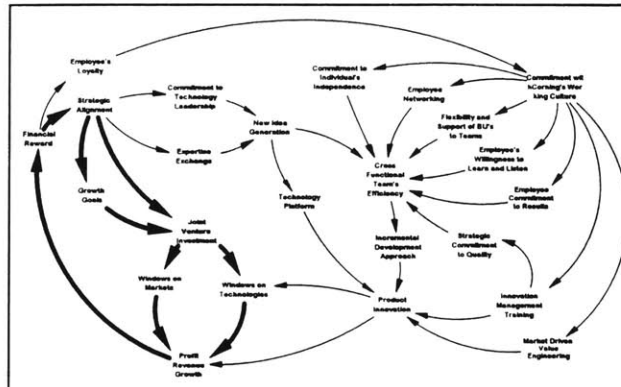 Employee's
Loyalty
Commitment to
Individual's
Independence
Commitment wit
hCorning's Wor
king Culture
Strategic
Alignment
Commitment to
Technology
Leadership
Employee
Networking
Financial
Reward
New Idea
Generation
Flexibility and
Support of BU's
to Teams
Expertise
Exchange
Employee's
Willingness to
Learn and Listen
Cross
Functional
Team's
Efficiency
Growth
Goals
Technology
Platform
Employee
Commitment
to Results
Joint
Venture
Investment
Incremental
Development
Approach
Strategic
Commitment
to Quality
Windows on
Markets
Windows on
Technologies
Product
Innovation
Innovation
Management
Training
Profit
Revenue
Growth
Market Driven
Value
Engineering